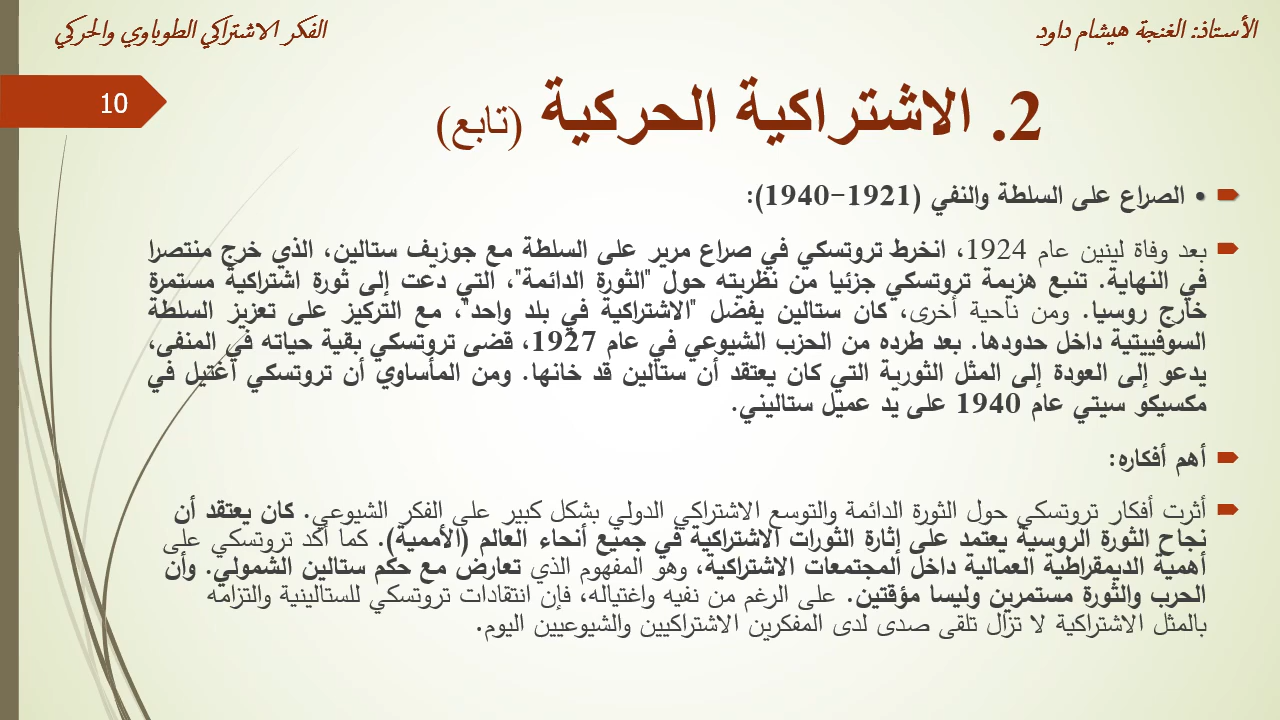 الأستاذ: الغنجة هيشام داود
الفكر الاشتراكي الطوباوي والحركي
10
2. الاشتراكية الحركية (تابع)
• الصراع على السلطة والنفي (1921-1940):
بعد وفاة لينين عام 1924، انخرط تروتسكي في صراع مرير على السلطة مع جوزيف ستالين، الذي خرج منتصرا
في النهاية. تنبع هزيمة تروتسكي جزئيا من نظريته حول "الثورة الدائمة"، التي دعت إلى ثورة اشتراكية مستمرة
خارج روسيا. ومن ناحية أخرى، كان ستالين يفضل "الاشتراكية في بلد واحد"، مع التركيز على تعزيز السلطة
السوفييتية داخل حدودها. بعد طرده من الحزب الشيوعي في عام 1927، قضى تروتسكي بقية حياته في المنفى،
يدعو إلى العودة إلى المثل الثورية التي كان يعتقد أن ستالين قد خانها. ومن المأساوي أن تروتسكي اغتيل في
مكسيكو سيتي عام 1940 على يد عميل ستاليني.
أهم أفكاره:
أثرت أفكار تروتسكي حول الثورة الدائمة والتوسع الاشتراكي الدولي بشكل كبير على الفكر الشيوعي. كان يعتقد أن
نجاح الثورة الروسية يعتمد على إثارة الثورات الاشتراكية في جميع أنحاء العالم (الأممية). كما أكد تروتسكي على
أهمية الديمقراطية العمالية داخل المجتمعات الاشتراكية، وهو المفهوم الذي تعارض مع حكم ستالين الشمولي. وأن
الحرب والثورة مستمرين وليسا مؤقتين. على الرغم من نفيه واغتياله، فإن انتقادات تروتسكي للستالينية والتزامه
بالمثل الاشتراكية لا تزال تلقى صدى لدى المفكرين الاشتراكيين والشيوعيين اليوم.